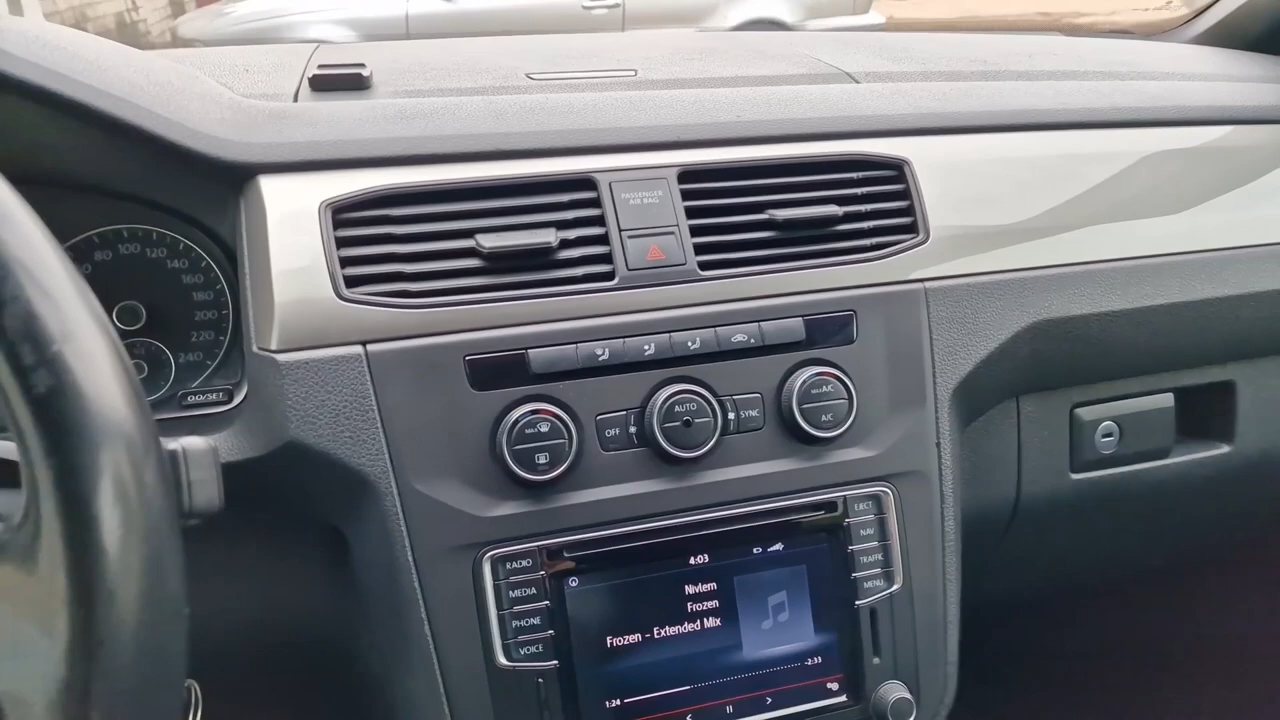 80 100 120
140
160
180
200
220
240
0.0/SET
PASSENGER
AIR BAG
MAX
OFF
AUTO
SYNC
MAX A/C
A/C
A
RADIO
MEDIA
PHONE
VOICE
EJECT
NAV
TRAFFIC
MENU
4:03
Nivlem
Frozen
Frozen - Extended Mix
1:24
-2:33